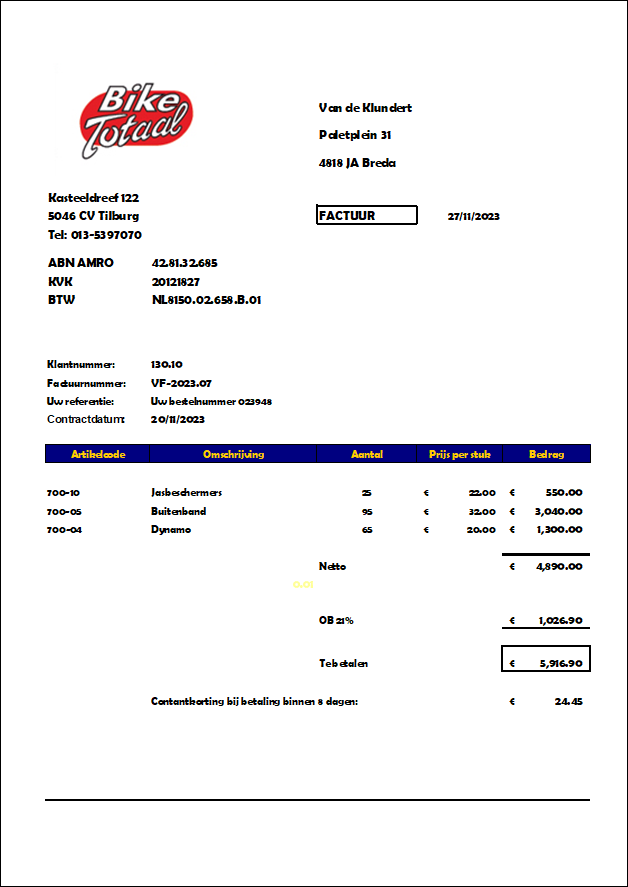 Bike
Totaal
Van de Klundert
Paletplein 31
4818 JA Breda
Kasteeldreef 122
5046 CV Tilburg
Tel: 013-5397070
FACTUUR 27/11/2023
ABN AMRO 42.81.32.685
KVK 20121827
BTW NL8150.02.658.B.01
Klantnummer: 130.10
Factuurnummer: VF-2023.07
Uw referentie: Uw bestelnummer 023948
Contractdatum: 20/11/2023
Artikelcode Omschrijving Aantal Prijs per stuk Bedrag
700-10 Jasbeschermers 25 € 22.00 € 550.00
700-05 Buitenband 95 € 32.00 € 3,040.00
700-04 Dynamo 65 € 20.00 € 1,300.00
Netto € 4,890.00
OB 21% € 1,026.90
Te betalen € 5,916.90
Contantkorting bij betaling binnen 8 dagen: € 24.45